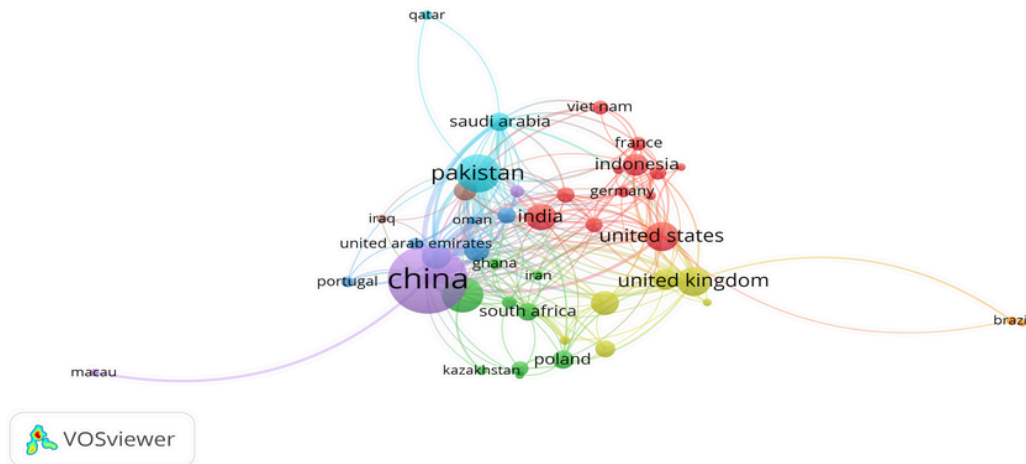 qatar
viet nam
saudi arabia
france
indonesia
pakistan
germany
iraq
oman
india
united states
united arab emirates
ghana
iran
china
portugal
united kingdom
brazi
south africa
poland
kazakhstan
macau
VOSviewer